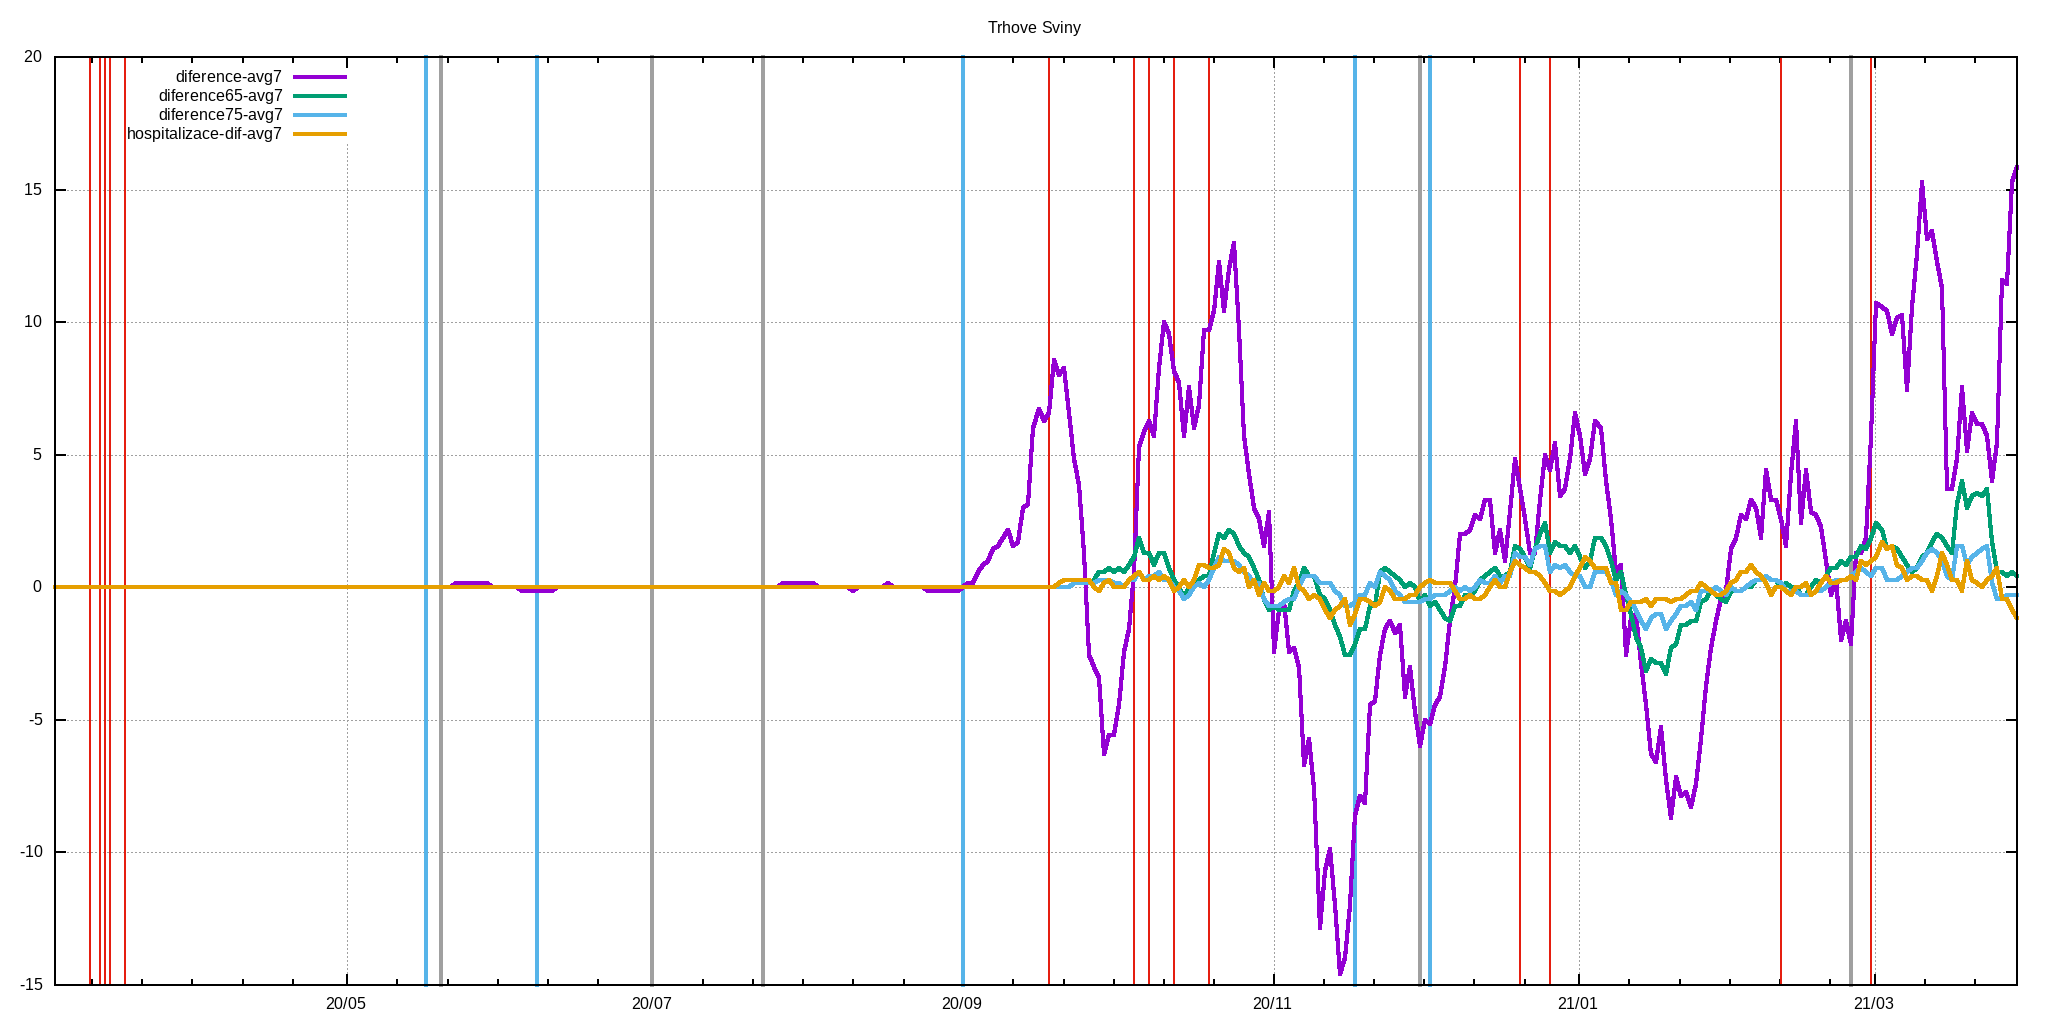 Trhove Sviny
20
15
10
5
0
-5
-10
-15
diference-avg7
diference65-avg7
diference75-avg7
hospitalizace-dif-avg7
20/05
20/07
20/09
20/11
21/01
21/03